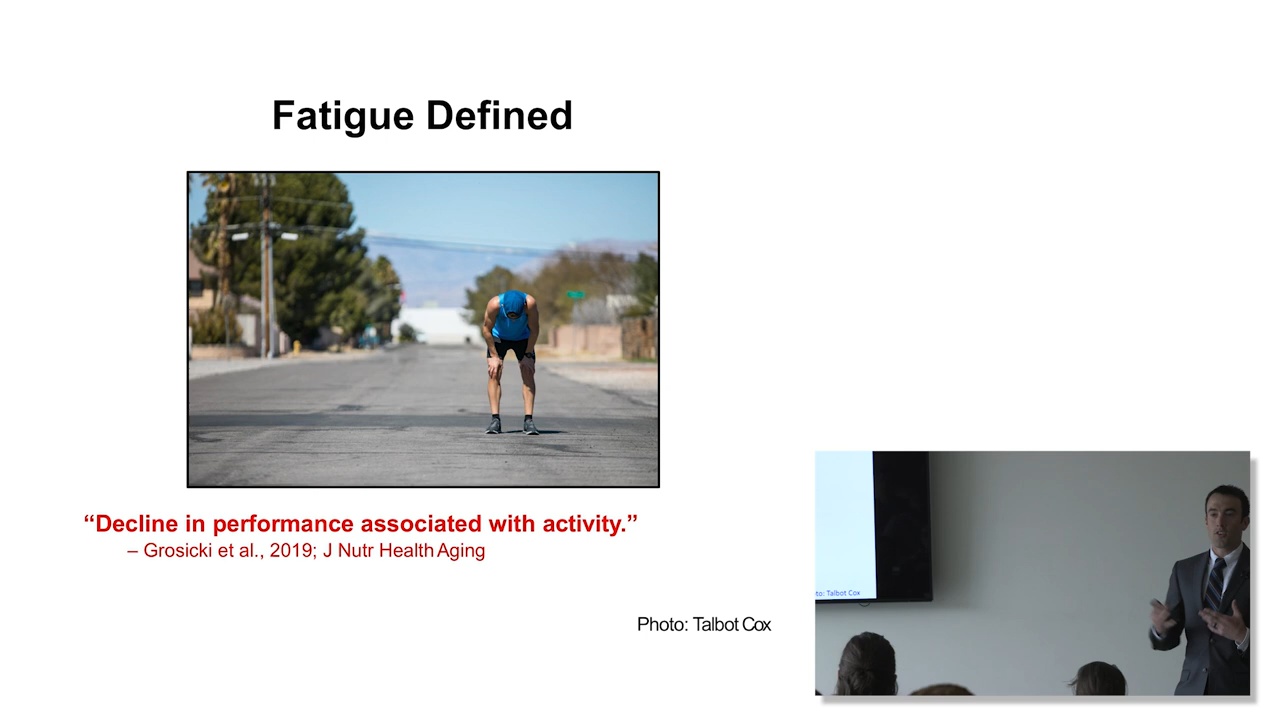 Fatigue Defined
“Decline in performance associated with activity.”
– Grosicki et al., 2019; J Nutr Health Aging
Photo: Talbot Cox
Talbot Cox